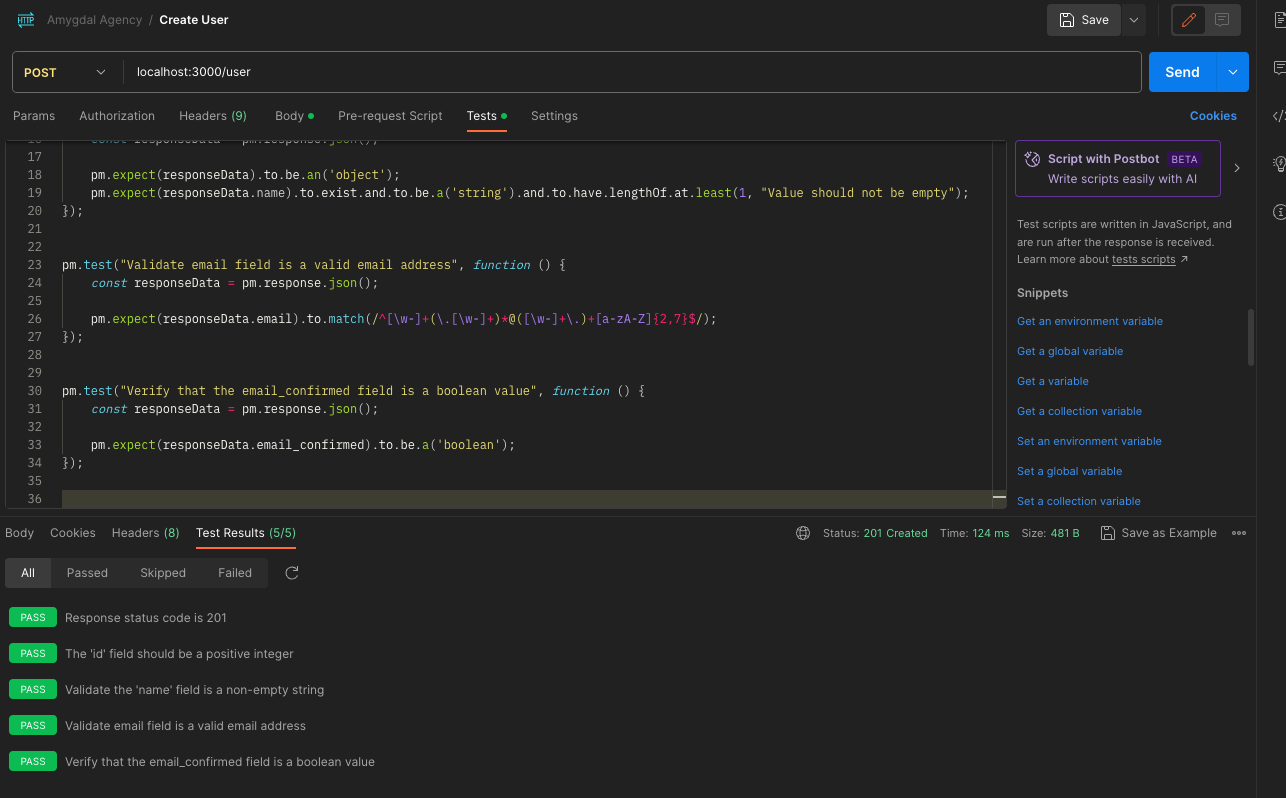 HTTP Amygdal Agency / Create User Save
POST localhost:3000/user Send
Params Authorization Headers (9) Body Tests Settings Pre-request Script Cookies
16 const responseData = pm.response.json();
17
18 pm.expect(responseData).to.be.an('object');
19 pm.expect(responseData.name).to.exist.and.to.be.a('string').and.to.have.lengthOf.at.least(1, "Value should not be empty");
20 });
21
22
23 pm.test("Validate email field is a valid email address", function () {
24 const responseData = pm.response.json();
25
26 pm.expect(responseData.email).to.match(/^[\w-]+(\.[\w-]+)*@([\w-]+\.)+[a-zA-Z]{2,7}$/);
27 });
28
29
30 pm.test("Verify that the email_confirmed field is a boolean value", function () {
31 const responseData = pm.response.json();
32
33 pm.expect(responseData.email_confirmed).to.be.a('boolean');
34 });
35
36
Script with Postbot BETA
Write scripts easily with AI
Test scripts are written in JavaScript, and
are run after the response is received.
Learn more about tests scripts ↗
Snippets
Get an environment variable
Get a global variable
Get a variable
Get a collection variable
Set an environment variable
Set a global variable
Set a collection variable
Body Cookies Headers (8) Test Results (5/5) Status: 201 Created Time: 124 ms Size: 481 B Save as Example
All Passed Skipped Failed
PASS Response status code is 201
PASS The 'id' field should be a positive integer
PASS Validate the 'name' field is a non-empty string
PASS Validate email field is a valid email address
PASS Verify that the email_confirmed field is a boolean value